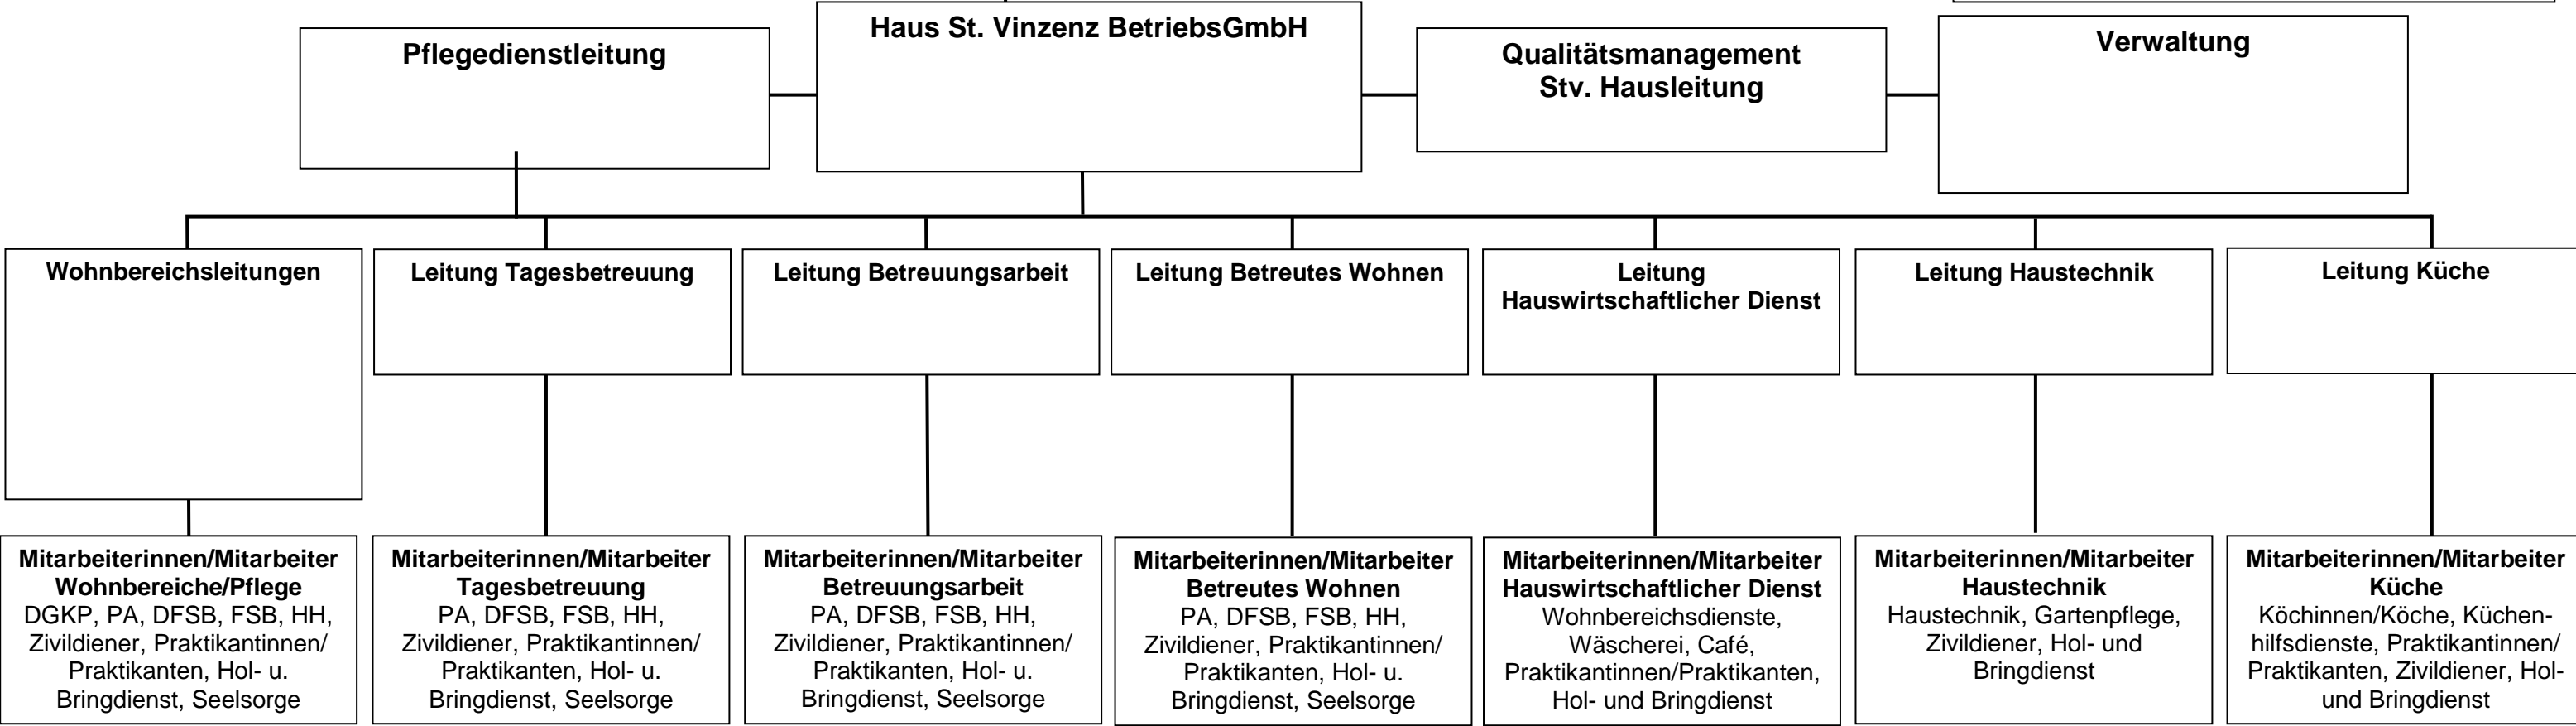 Pflegedienstleitung
Haus St. Vinzenz BetriebsGmbH
Qualitätsmanagement
Stv. Hausleitung
Verwaltung
Wohnbereichsleitungen
Leitung Tagesbetreuung
Leitung Betreuungsarbeit
Leitung Betreutes Wohnen
Leitung
Hauswirtschaftlicher Dienst
Leitung Haustechnik
Leitung Küche
Mitarbeiterinnen/Mitarbeiter
Wohnbereiche/Pflege
DGKP, PA, DFSB, FSB, HH,
Zivildiener, Praktikantinnen/
Praktikanten, Hol- u.
Bringdienst, Seelsorge
Mitarbeiterinnen/Mitarbeiter
Tagesbetreuung
PA, DFSB, FSB, HH,
Zivildiener, Praktikantinnen/
Praktikanten, Hol- u.
Bringdienst, Seelsorge
Mitarbeiterinnen/Mitarbeiter
Betreuungsarbeit
PA, DFSB, FSB, HH,
Zivildiener, Praktikantinnen/
Praktikanten, Hol- u.
Bringdienst, Seelsorge
Mitarbeiterinnen/Mitarbeiter
Betreutes Wohnen
PA, DFSB, FSB, HH,
Zivildiener, Praktikantinnen/
Praktikanten, Hol- u.
Bringdienst, Seelsorge
Mitarbeiterinnen/Mitarbeiter
Hauswirtschaftlicher Dienst
Wohnbereichsdienste,
Wäscherei, Café,
Praktikantinnen/Praktikanten,
Hol- und Bringdienst
Mitarbeiterinnen/Mitarbeiter
Haustechnik
Haustechnik, Gartenpflege,
Zivildiener, Hol- und
Bringdienst
Mitarbeiterinnen/Mitarbeiter
Küche
Köchinnen/Köche, Küchen-
hilfsdienste, Praktikantinnen/
Praktikanten, Zivildiener, Hol-
und Bringdienst